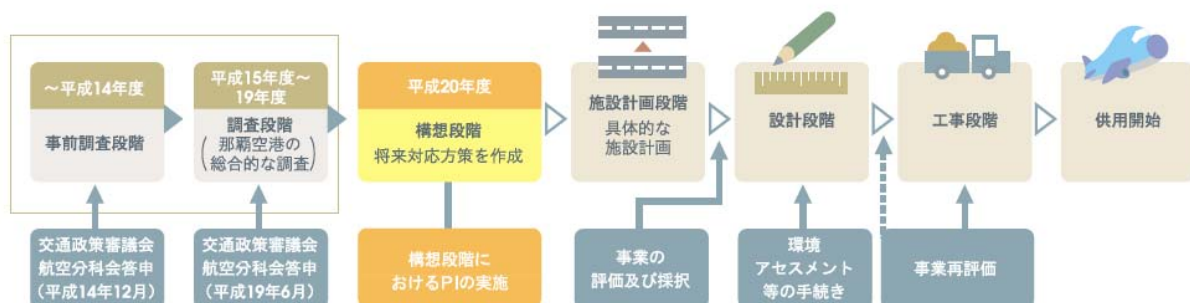 ~平成14年度
事前調査段階
平成15年度~
19年度
調査段階
(那覇空港の
総合的な調査)
平成20年度
構想段階
将来対応方策を作成
施設計画段階
具体的な
施設計画
設計段階
工事段階
供用開始
交通政策審議会
航空分科会答申
(平成14年12月)
交通政策審議会
航空分科会答申
(平成19年6月)
構想段階に
おけるPIの実施
事業の
評価及び採択
環境
アセスメント
等の手続き
事業再評価